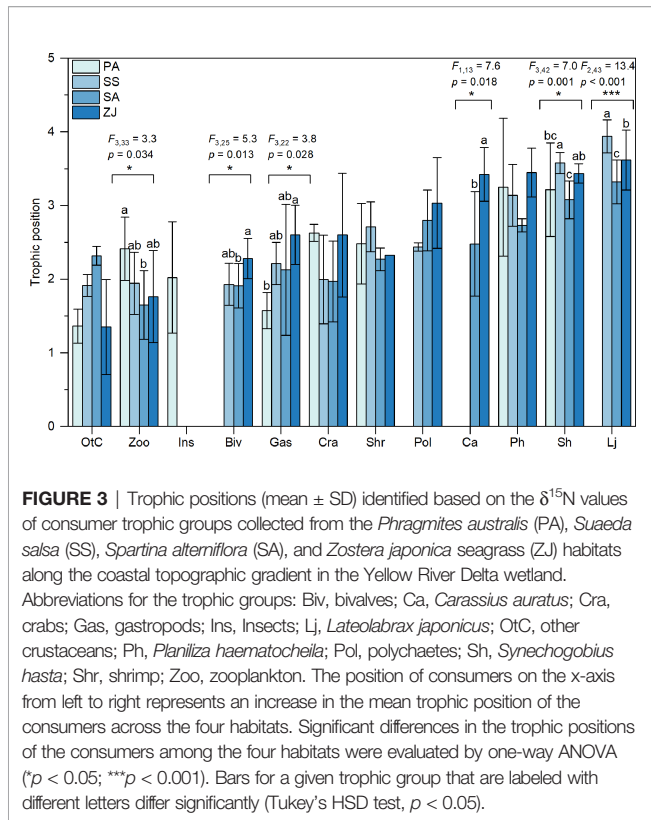 5
4
3
2
1
0
Trophic position
PA
SS
SA
ZJ
F3,33 = 3.3
p = 0.034
*
F3,25 = 5.3
p = 0.013
*
F3,22 = 3.8
p = 0.028
*
F1,13 = 7.6
p = 0.018
*
F3,42 = 7.0
p = 0.001
*
F2,43 = 13.4
p < 0.001
***
a ab b ab
ab b a
b ab ab a
b a
bc a c ab
a c b
OtC Zoo Ins Biv Gas Cra Shr Pol Ca Ph Sh Lj
FIGURE 3 | Trophic positions (mean ± SD) identified based on the δ15N values
of consumer trophic groups collected from the Phragmites australis (PA), Suaeda
salsa (SS), Spartina alterniflora (SA), and Zostera japonica seagrass (ZJ) habitats
along the coastal topographic gradient in the Yellow River Delta wetland.
Abbreviations for the trophic groups: Biv, bivalves; Ca, Carassius auratus; Cra,
crabs; Gas, gastropods; Ins, Insects; Lj, Lateolabrax japonicus; OtC, other
crustaceans; Ph, Planiliza haematocheila; Pol, polychaetes; Sh, Synechogobius
hasta; Shr, shrimp; Zoo, zooplankton. The position of consumers on the x-axis
from left to right represents an increase in the mean trophic position of the
consumers across the four habitats. Significant differences in the trophic positions
of the consumers among the four habitats were evaluated by one-way ANOVA
(*p < 0.05; ***p < 0.001). Bars for a given trophic group that are labeled with
different letters differ significantly (Tukey's HSD test, p < 0.05).